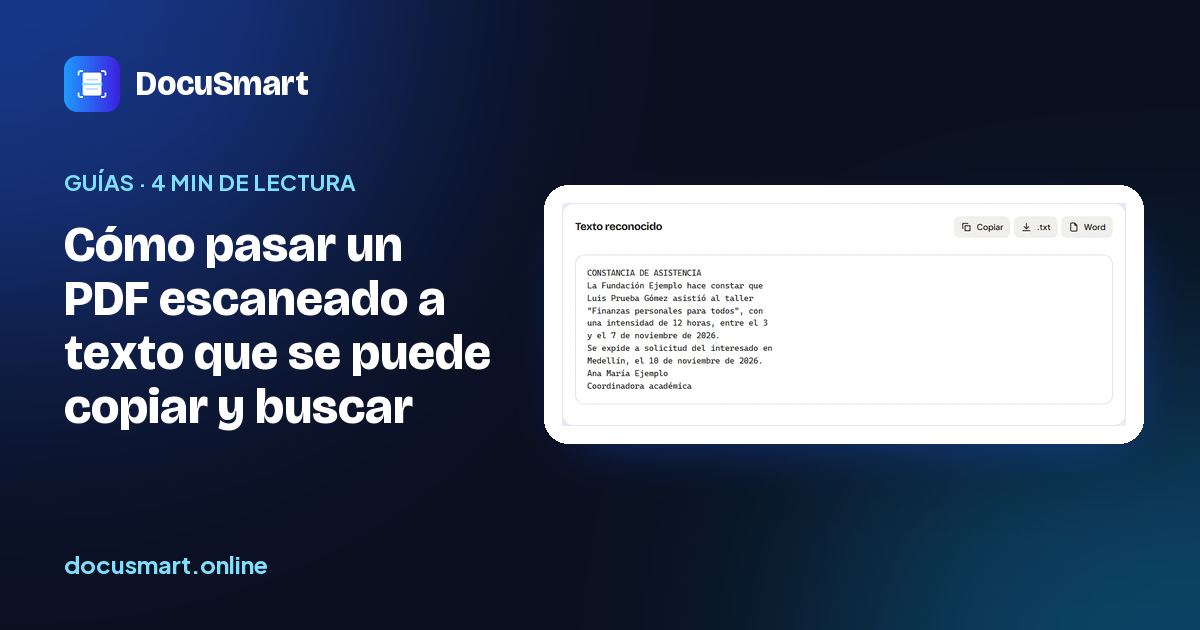 DocuSmart
GUÍAS · 4 MIN DE LECTURA
Cómo pasar un
PDF escaneado a
texto que se puede
copiar y buscar
docusmart.online
Texto reconocido
Copiar
.txt
Word
CONSTANCIA DE ASISTENCIA
La Fundación Ejemplo hace constar que
Luis Prueba Gómez asistió al taller
"Finanzas personales para todos", con
una intensidad de 12 horas, entre el 3
y el 7 de noviembre de 2026.
Se expide a solicitud del interesado en
Medellín, el 10 de noviembre de 2026.
Ana María Ejemplo
Coordinadora académica